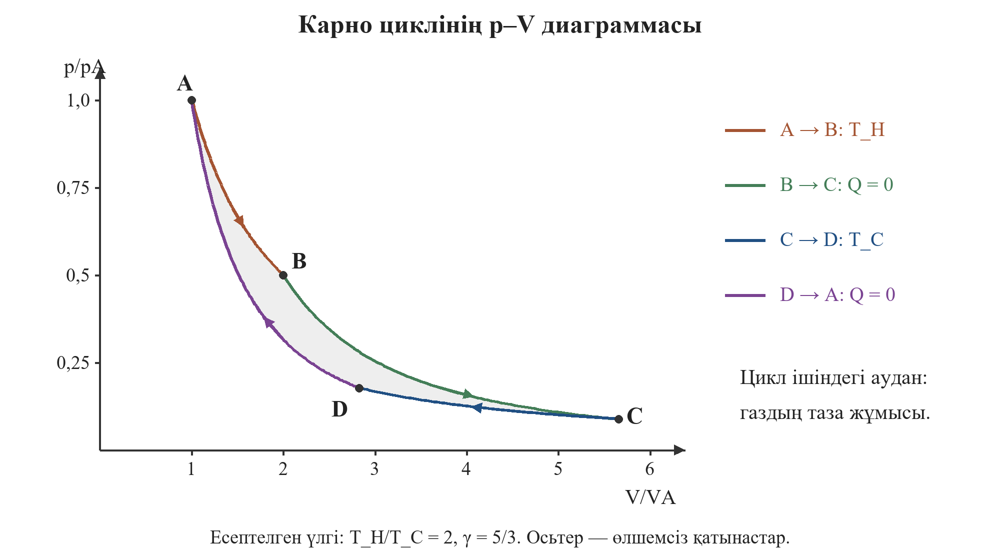 Карно циклінің p–V диаграммасы
p/pA
A
1,0
0,75
0,5
0,25
B
D
C
1 2 3 4 5 6
V/VA
A → B: T_H
B → C: Q = 0
C → D: T_C
D → A: Q = 0
Цикл ішіндегі аудан:
газдың таза жұмысы.
Есептелген үлгі: T_H/T_C = 2, γ = 5/3. Осьтер — өлшемсіз қатынастар.